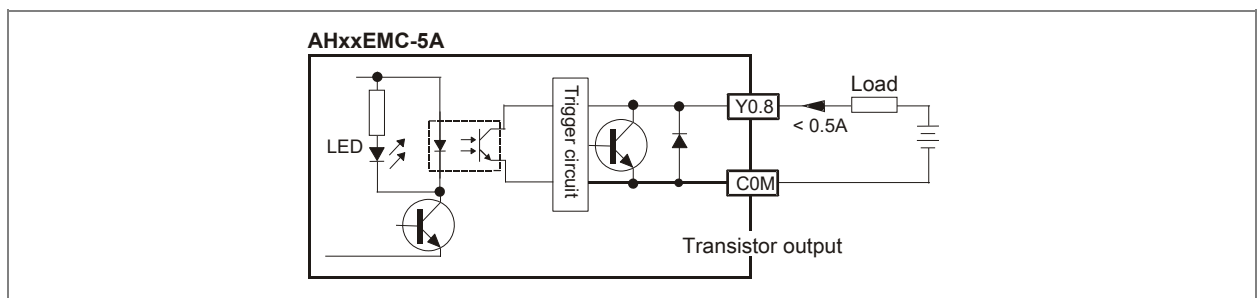 AHxxEMC-5A
LED
Trigger circuit
Y0.8
Load
< 0.5A
C0M
Transistor output